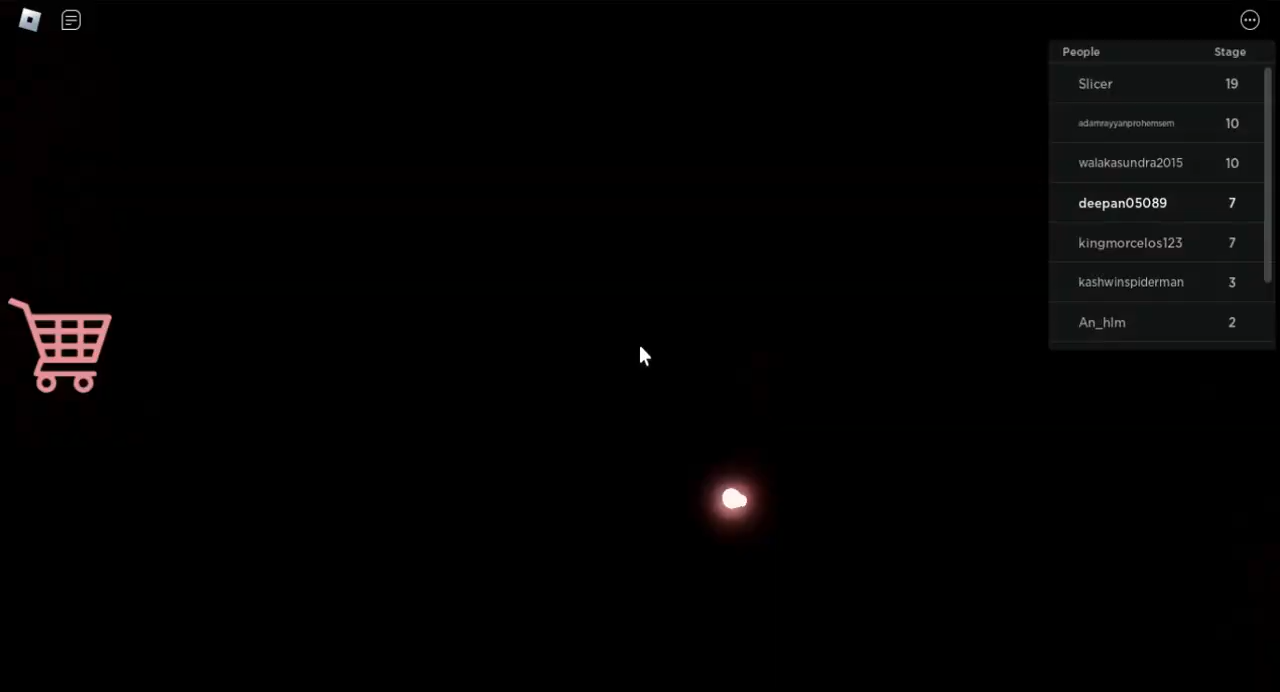 People Stage
Slicer 19
adamrayyanprohemsem 10
walakasundra2015 10
deepan05089 7
kingmorcelos123 7
kashwinspiderman 3
An_hlm 2